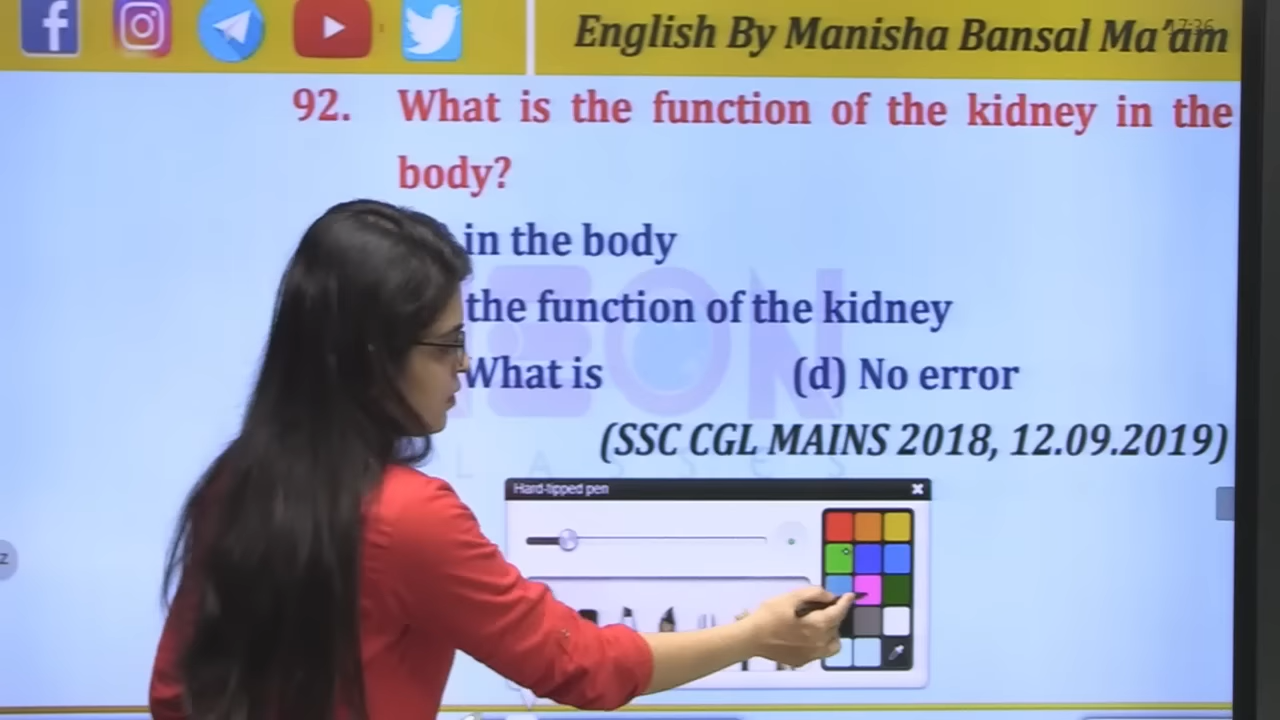 English By Manisha Bansal Ma'am
17:36
92. What is the function of the kidney in the
body?
in the body
the function of the kidney
What is (d) No error
(SSC CGL MAINS 2018, 12.09.2019)
Hard-tipped pen
z